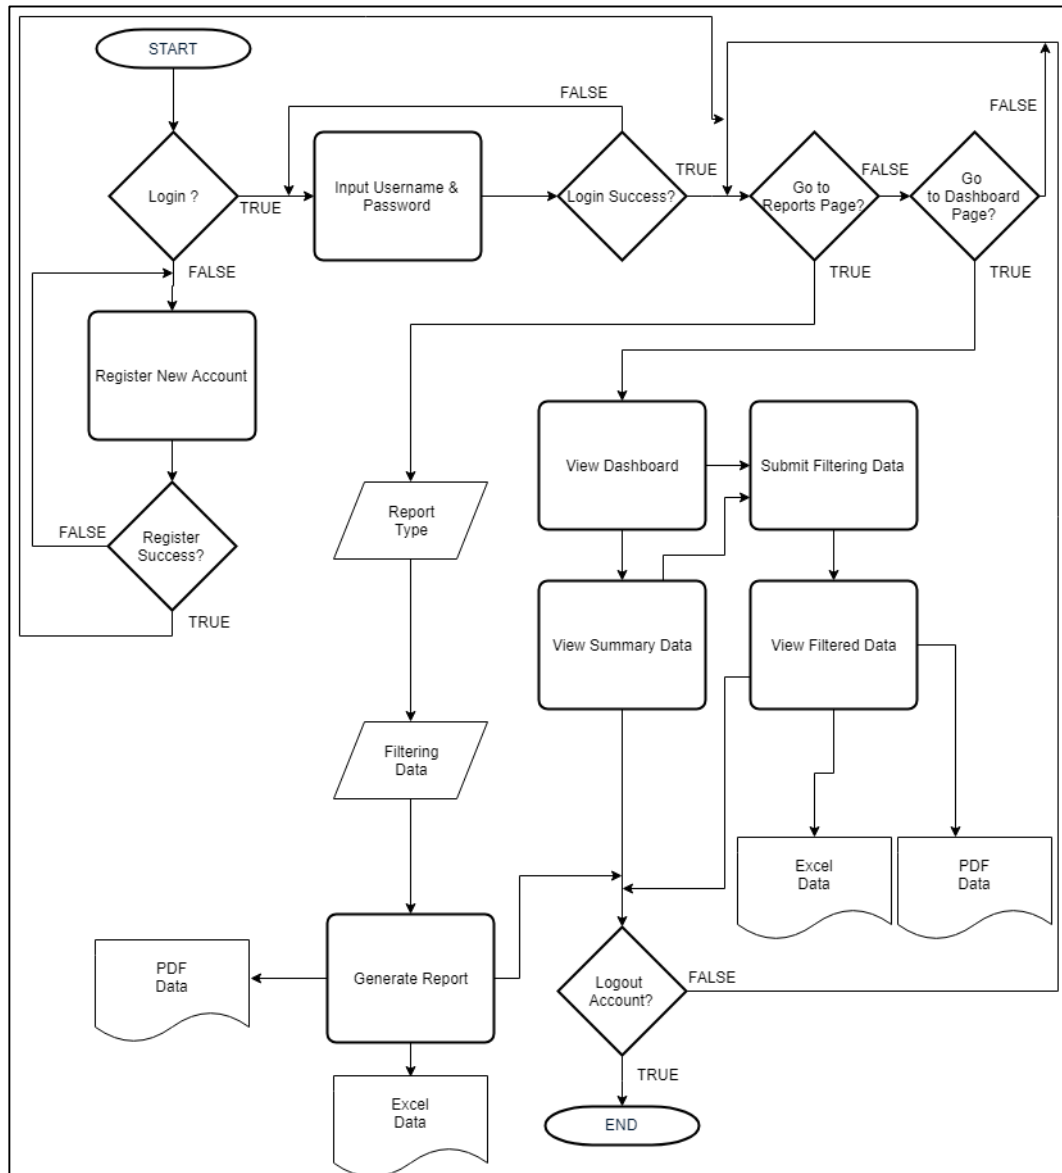 START
FALSE
FALSE
Login ?
TRUE
Input Username &
Password
Login Success?
TRUE
Go to
Reports Page?
FALSE
Go
to Dashboard
Page?
FALSE
TRUE
TRUE
Register New Account
View Dashboard
Submit Filtering Data
Report
Type
FALSE
Register
Success?
TRUE
View Summary Data
View Filtered Data
Filtering
Data
Excel
Data
PDF
Data
PDF
Data
Generate Report
Logout
Account?
FALSE
TRUE
Excel
Data
END